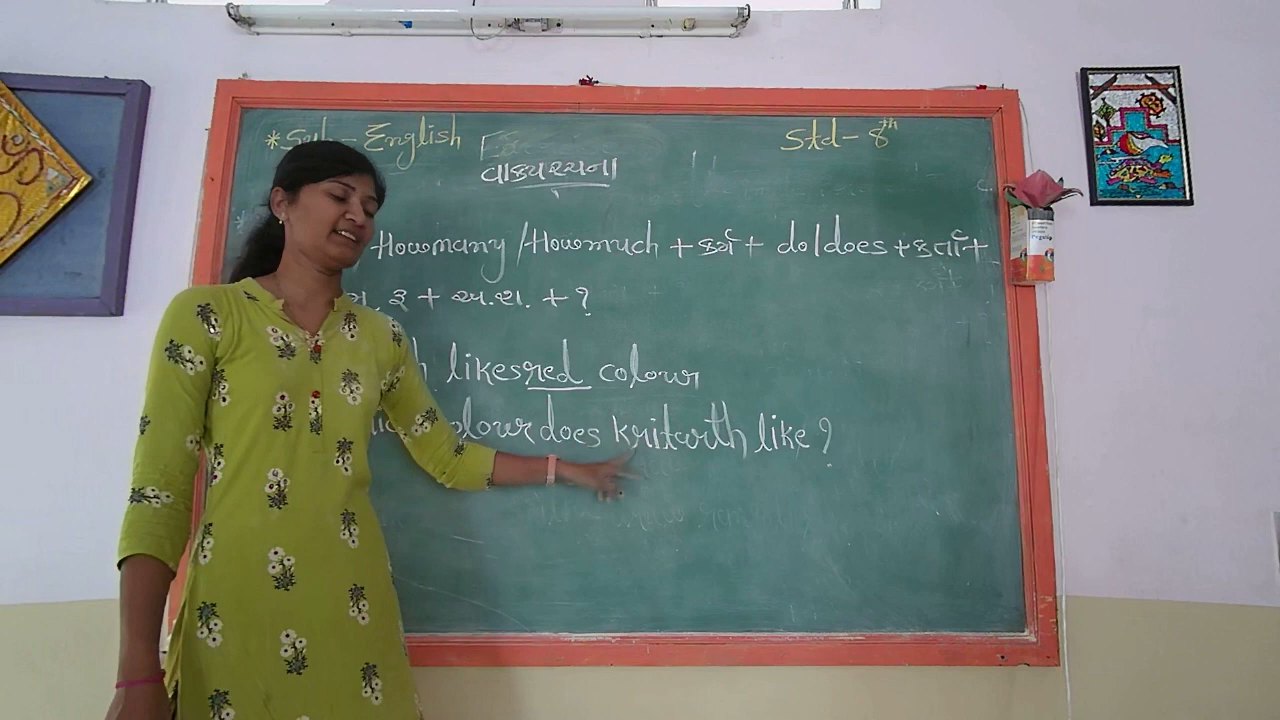 * Sub - English
Std - 8th
વાક્યરચના
How many / How much + કર્મ + do/does + કર્તા +
રૂ + અ.શ. + ?
likes red colour
does kritarth like ?